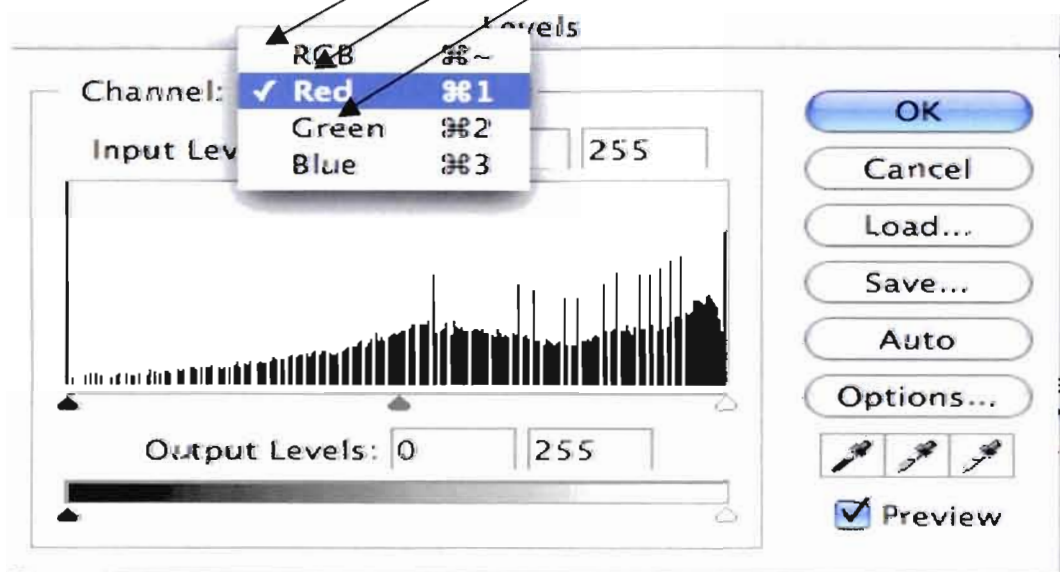 Levels
RGB ⌘~
Channel: ✓ Red ⌘1
Green ⌘2
Input Lev 255
Blue ⌘3
OK
Cancel
Load...
Save...
Auto
Options...
Output Levels: 0 255
Preview